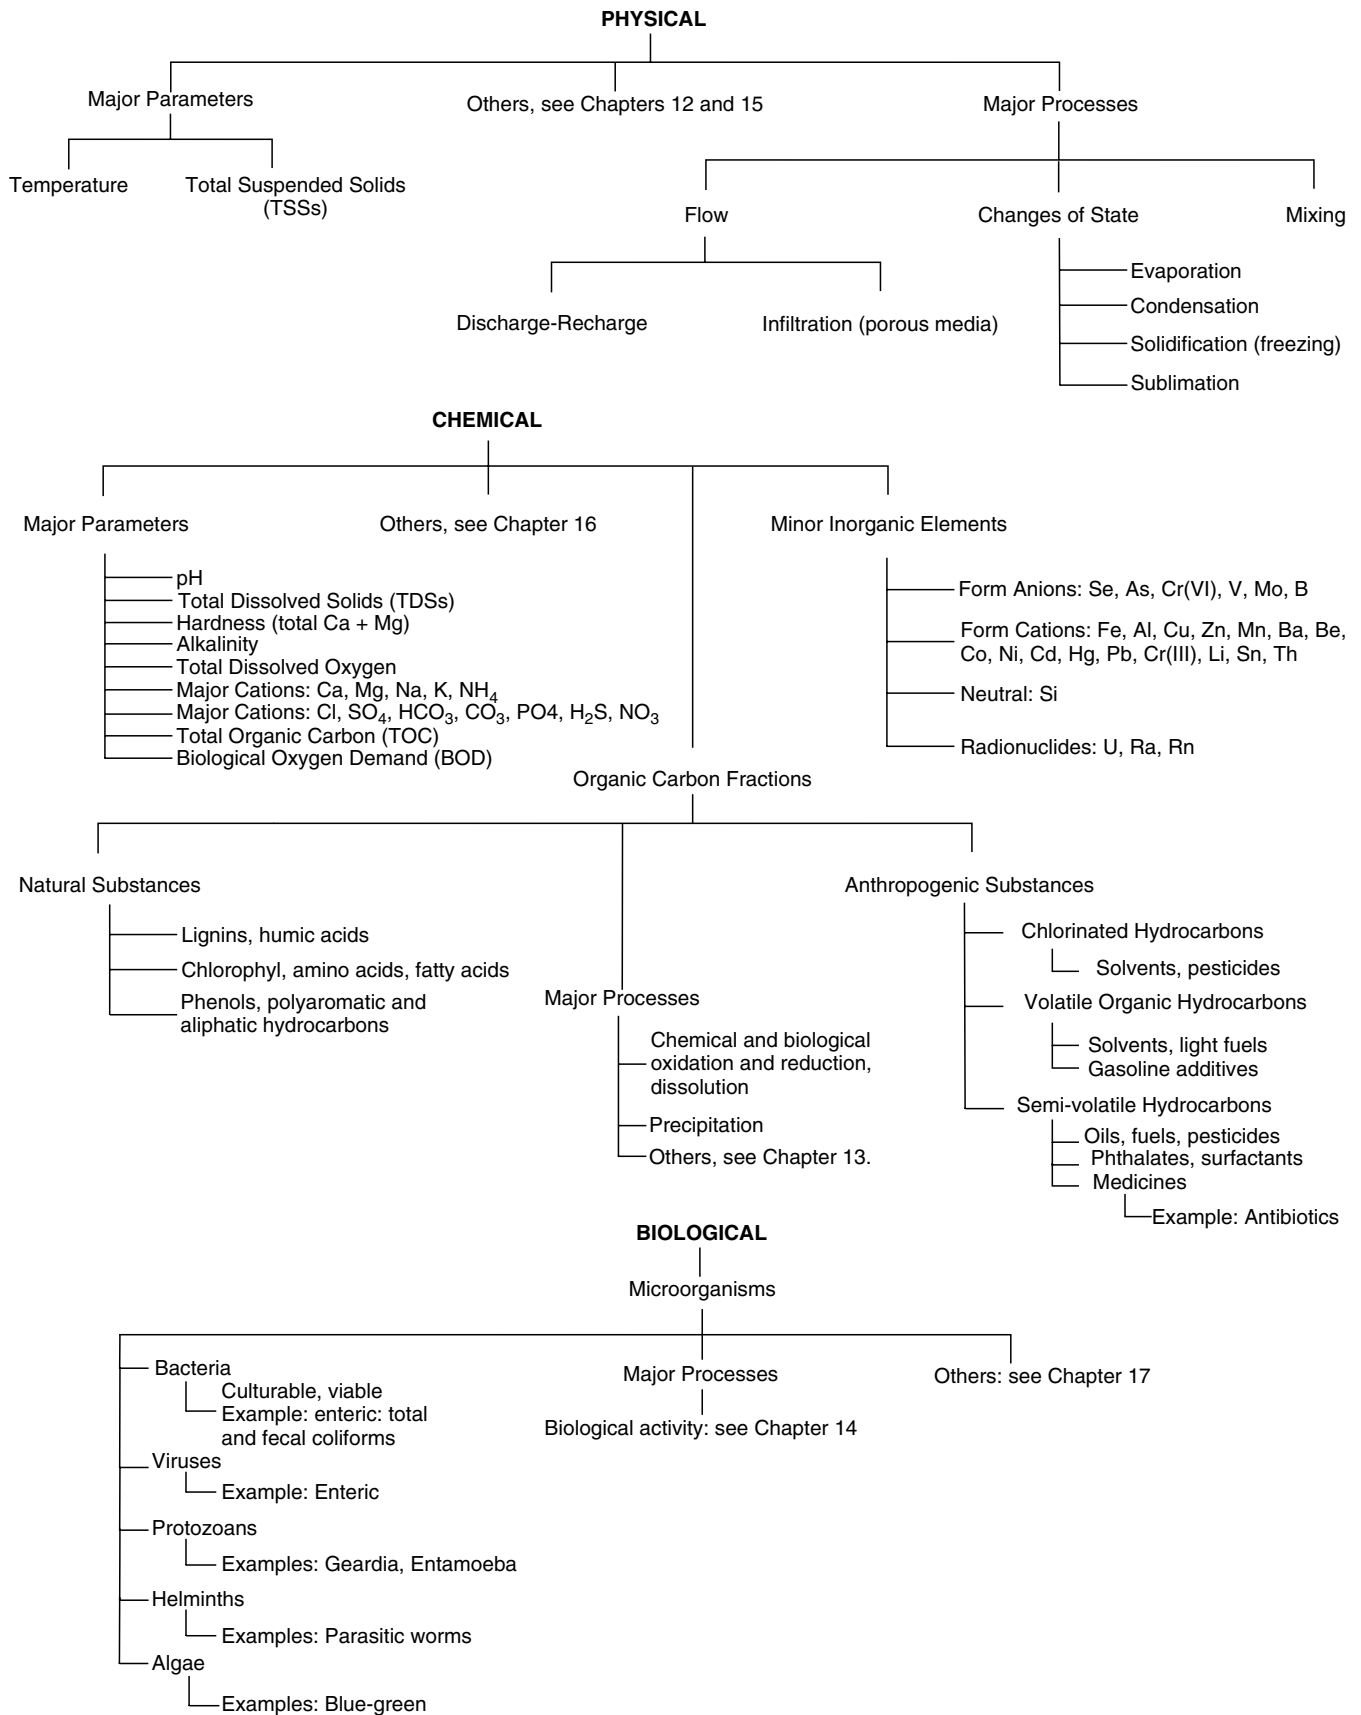 PHYSICAL
Major Parameters
Others, see Chapters 12 and 15
Major Processes
Temperature
Total Suspended Solids
(TSSs)
Flow
Changes of State
Mixing
Discharge-Recharge
Infiltration (porous media)
Evaporation
Condensation
Solidification (freezing)
Sublimation
CHEMICAL
Major Parameters
Others, see Chapter 16
Minor Inorganic Elements
pH
Total Dissolved Solids (TDSs)
Hardness (total Ca + Mg)
Alkalinity
Total Dissolved Oxygen
Major Cations: Ca, Mg, Na, K, NH₄
Major Cations: Cl, SO₄, HCO₃, CO₃, PO4, H₂S, NO₃
Total Organic Carbon (TOC)
Biological Oxygen Demand (BOD)
Form Anions: Se, As, Cr(VI), V, Mo, B
Form Cations: Fe, Al, Cu, Zn, Mn, Ba, Be,
Co, Ni, Cd, Hg, Pb, Cr(III), Li, Sn, Th
Neutral: Si
Radionuclides: U, Ra, Rn
Organic Carbon Fractions
Natural Substances
Lignins, humic acids
Chlorophyl, amino acids, fatty acids
Phenols, polyaromatic and
aliphatic hydrocarbons
Major Processes
Chemical and biological
oxidation and reduction,
dissolution
Precipitation
Others, see Chapter 13.
Anthropogenic Substances
Chlorinated Hydrocarbons
Solvents, pesticides
Volatile Organic Hydrocarbons
Solvents, light fuels
Gasoline additives
Semi-volatile Hydrocarbons
Oils, fuels, pesticides
Phthalates, surfactants
Medicines
Example: Antibiotics
BIOLOGICAL
Microorganisms
Bacteria
Culturable, viable
Example: enteric: total
and fecal coliforms
Viruses
Example: Enteric
Protozoans
Examples: Geardia, Entamoeba
Helminths
Examples: Parasitic worms
Algae
Examples: Blue-green
Major Processes
Biological activity: see Chapter 14
Others: see Chapter 17